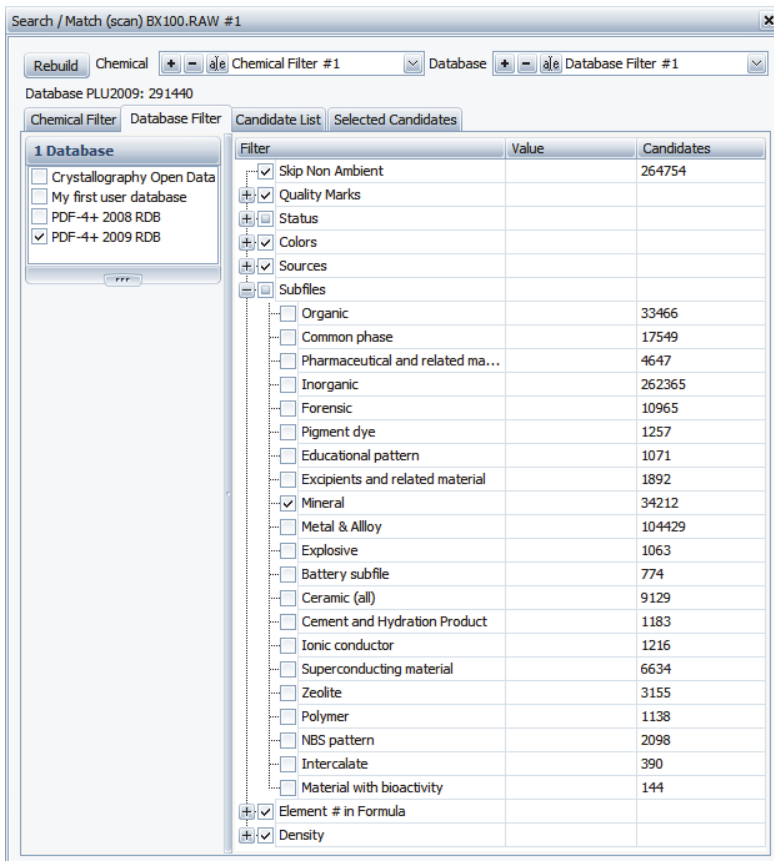 Search / Match (scan) BX100.RAW #1
Rebuild Chemical + - a|e Chemical Filter #1 Database + - a|e Database Filter #1
Database PLU2009: 291440
Chemical Filter Database Filter Candidate List Selected Candidates
1 Database
Crystallography Open Data
My first user database
PDF-4+ 2008 RDB
PDF-4+ 2009 RDB
Filter Value Candidates
Skip Non Ambient 264754
Quality Marks
Status
Colors
Sources
Subfiles
Organic 33466
Common phase 17549
Pharmaceutical and related ma... 4647
Inorganic 262365
Forensic 10965
Pigment dye 1257
Educational pattern 1071
Excipients and related material 1892
Mineral 34212
Metal & Allloy 104429
Explosive 1063
Battery subfile 774
Ceramic (all) 9129
Cement and Hydration Product 1183
Ionic conductor 1216
Superconducting material 6634
Zeolite 3155
Polymer 1138
NBS pattern 2098
Intercalate 390
Material with bioactivity 144
Element # in Formula
Density